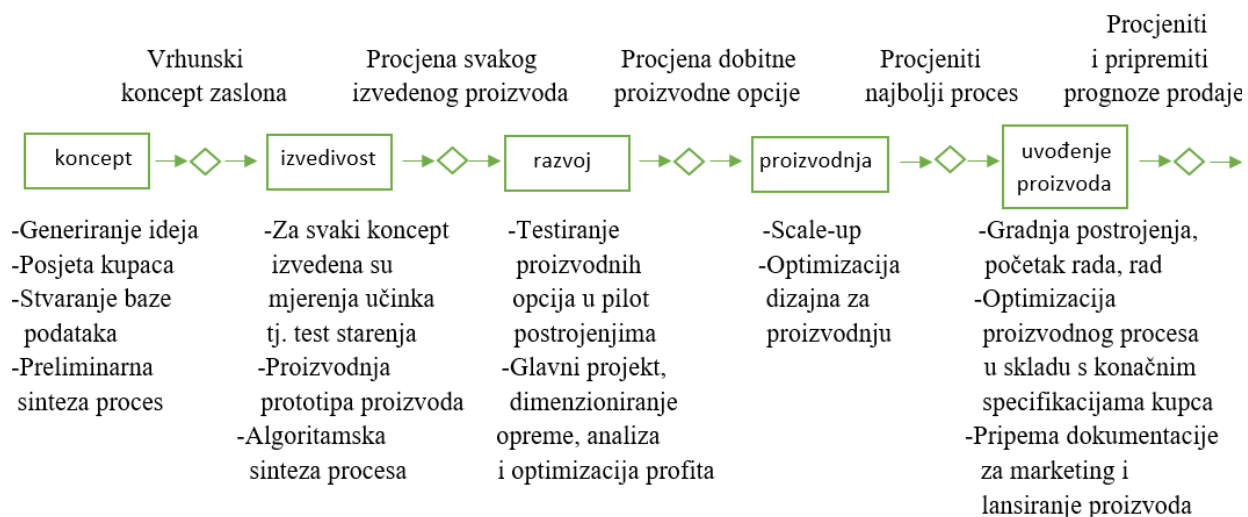 Vrhunski
koncept zaslona
Procjena svakog
izvedenog proizvoda
Procjena dobitne
proizvodne opcije
Procjeniti
najbolji proces
Procjeniti
i pripremiti
prognoze prodaje
koncept
izvedivost
razvoj
proizvodnja
uvođenje
proizvoda
-Generiranje ideja
-Posjeta kupaca
-Stvaranje baze
podataka
-Preliminarna
sinteza proces
-Za svaki koncept
izvedena su
mjerenja učinka
tj. test starenja
-Proizvodnja
prototipa proizvoda
-Algoritamska
sinteza procesa
-Testiranje
proizvodnih
opcija u pilot
postrojenjima
-Glavni projekt,
dimenzioniranje
opreme, analiza
i optimizacija profita
-Scale-up
-Optimizacija
dizajna za
proizvodnju
-Gradnja postrojenja,
početak rada, rad
-Optimizacija
proizvodnog procesa
u skladu s konačnim
specifikacijama kupca
-Pripema dokumentacije
za marketing i
lansiranje proizvoda